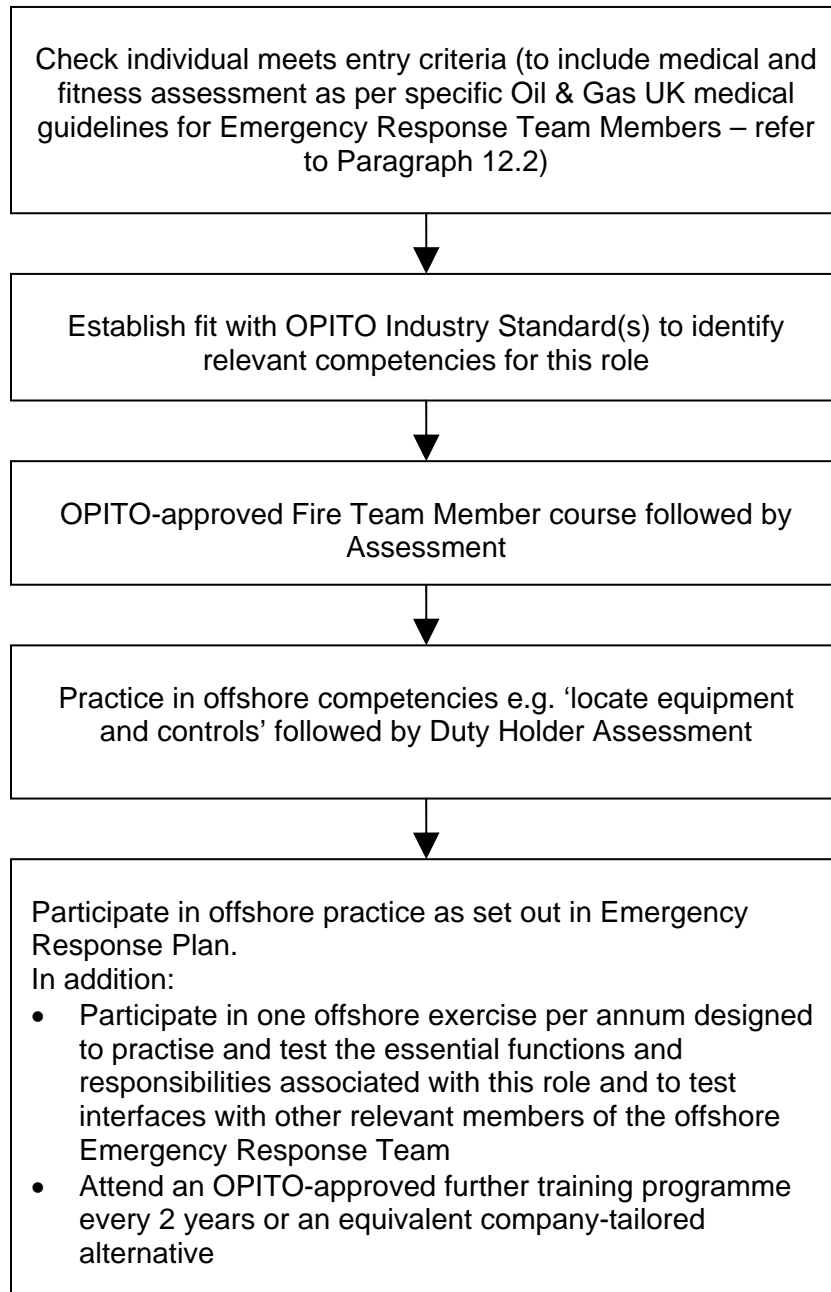 Check individual meets entry criteria (to include medical and
fitness assessment as per specific Oil & Gas UK medical
guidelines for Emergency Response Team Members – refer
to Paragraph 12.2)
Establish fit with OPITO Industry Standard(s) to identify
relevant competencies for this role
OPITO-approved Fire Team Member course followed by
Assessment
Practice in offshore competencies e.g. ‘locate equipment
and controls’ followed by Duty Holder Assessment
Participate in offshore practice as set out in Emergency
Response Plan.
In addition:
• Participate in one offshore exercise per annum designed
to practise and test the essential functions and
responsibilities associated with this role and to test
interfaces with other relevant members of the offshore
Emergency Response Team
• Attend an OPITO-approved further training programme
every 2 years or an equivalent company-tailored
alternative